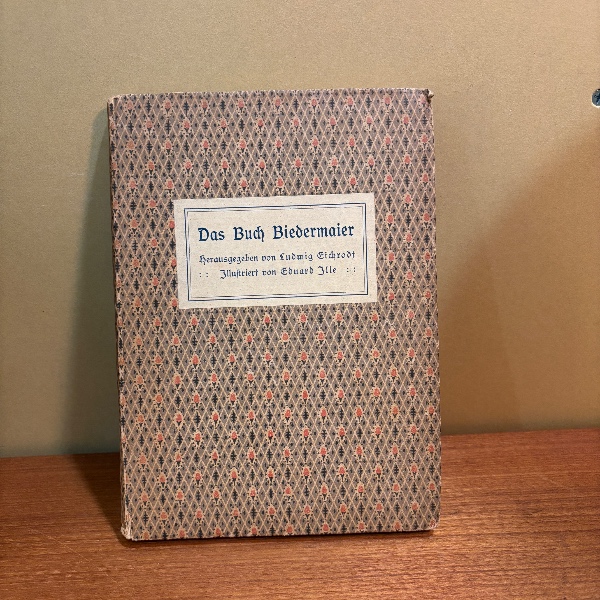 Das Buch Biedermaier
Herausgegeben von Ludwig Eichrodt
: : Illustriert von Eduard Ille : :